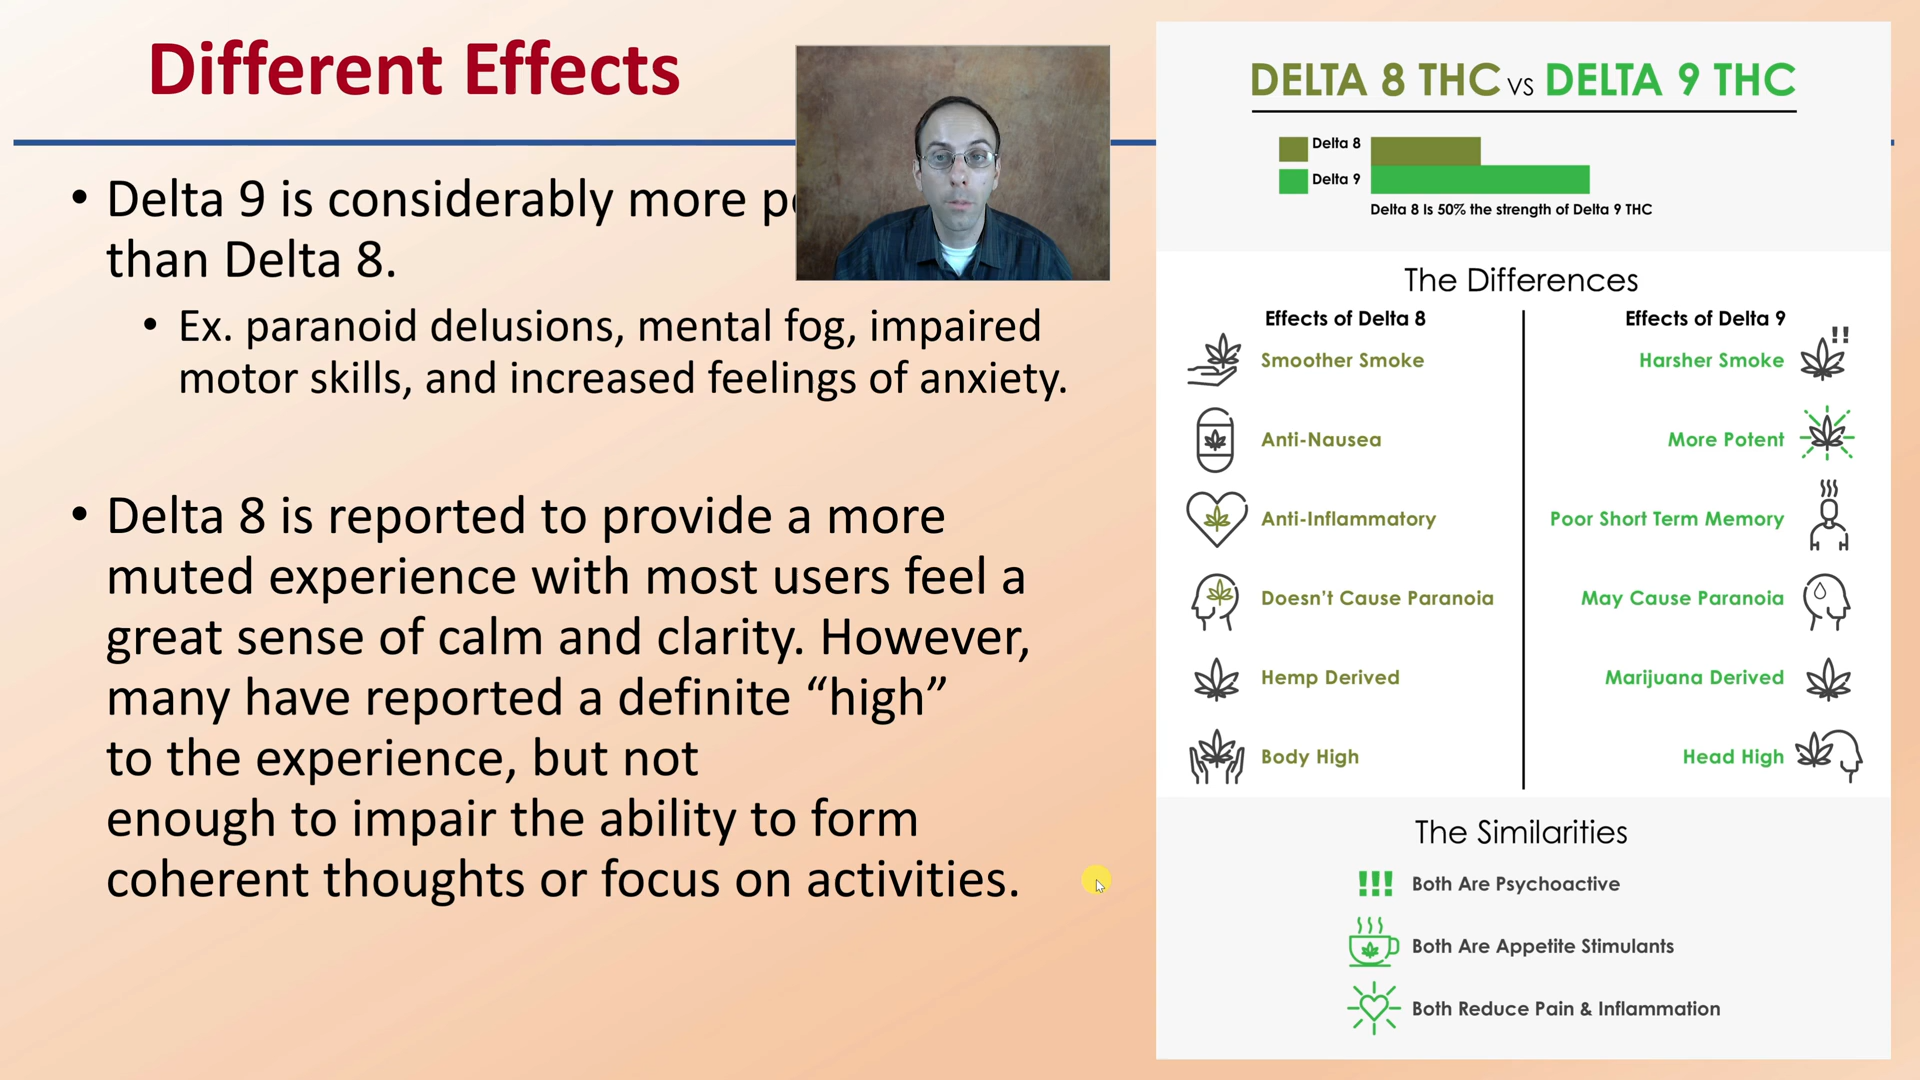 Different Effects
• Delta 9 is considerably more
than Delta 8.
• Ex. paranoid delusions, mental fog, impaired
motor skills, and increased feelings of anxiety.
• Delta 8 is reported to provide a more
muted experience with most users feel a
great sense of calm and clarity. However,
many have reported a definite “high”
to the experience, but not
enough to impair the ability to form
coherent thoughts or focus on activities.
DELTA 8 THC VS DELTA 9 THC
Delta 8
Delta 9
Delta 8 Is 50% the strength of Delta 9 THC
The Differences
Effects of Delta 8
Smoother Smoke
Anti-Nausea
Anti-Inflammatory
Doesn’t Cause Paranoia
Hemp Derived
Body High
Effects of Delta 9
!!
Harsher Smoke
More Potent
Poor Short Term Memory
May Cause Paranoia
Marijuana Derived
Head High
The Similarities
!!! Both Are Psychoactive
Both Are Appetite Stimulants
Both Reduce Pain & Inflammation